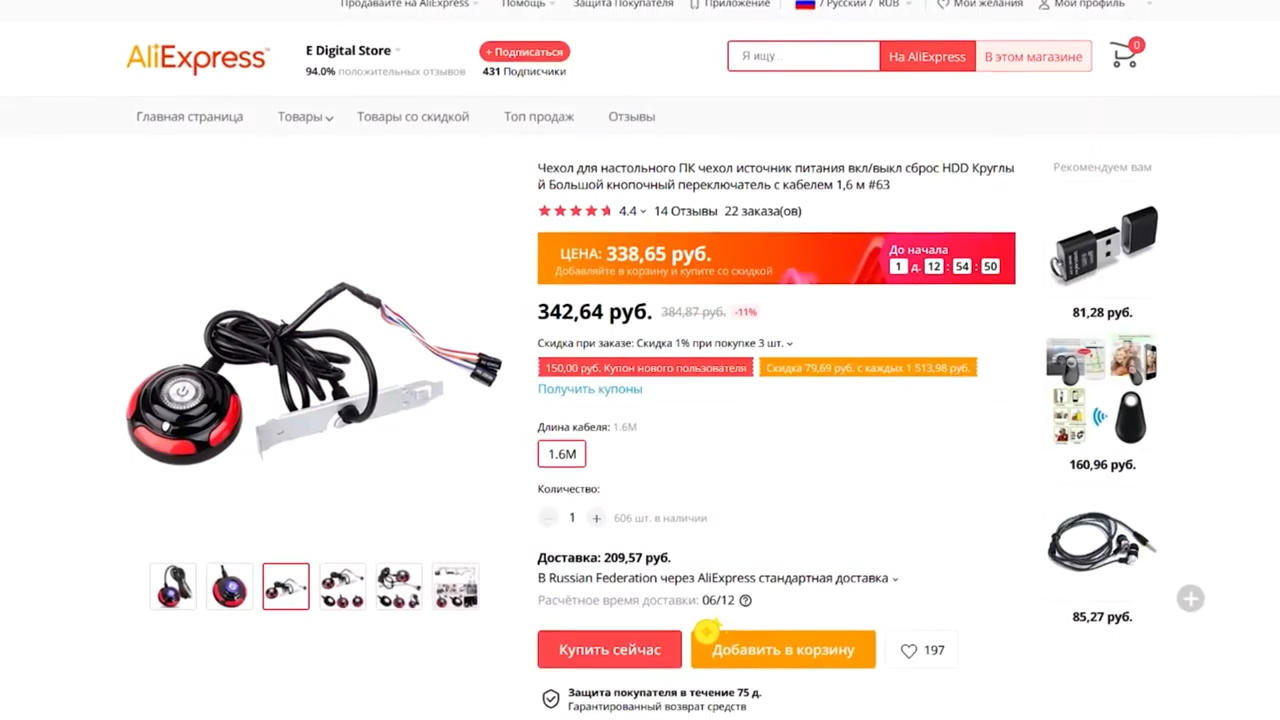 Продавайте на AliExpress
Помощь
Защита Покупателя
Приложение
/ Русский / RUB
Мои желания
Мой профиль
AliExpress
E Digital Store
94.0% положительных отзывов
+ Подписаться
431 Подписчики
Я ищу...
На AliExpress
В этом магазине
0
Главная страница
Товары
Товары со скидкой
Топ продаж
Отзывы
Чехол для настольного ПК чехол источник питания вкл/выкл сброс HDD Круглы
й Большой кнопочный переключатель с кабелем 1,6 м #63
4.4
14 Отзывы
22 заказа(ов)
ЦЕНА: 338,65 руб.
Добавляйте в корзину и купите со скидкой
До начала
1 д. 12 : 54 : 50
342,64 руб. 384,87 руб. -11%
Скидка при заказе: Скидка 1% при покупке 3 шт.
150,00 руб. Купон нового пользователя
Скидка 79,69 руб. с каждых 1 513,98 руб.
Получить купоны
Длина кабеля: 1.6M
1.6M
Количество:
− 1 + 606 шт. в наличии
Доставка: 209,57 руб.
В Russian Federation через AliExpress стандартная доставка
Расчётное время доставки: 06/12
Купить сейчас
Добавить в корзину
197
Защита покупателя в течение 75 д.
Гарантированный возврат средств
Рекомендуем вам
81,28 руб.
160,96 руб.
85,27 руб.